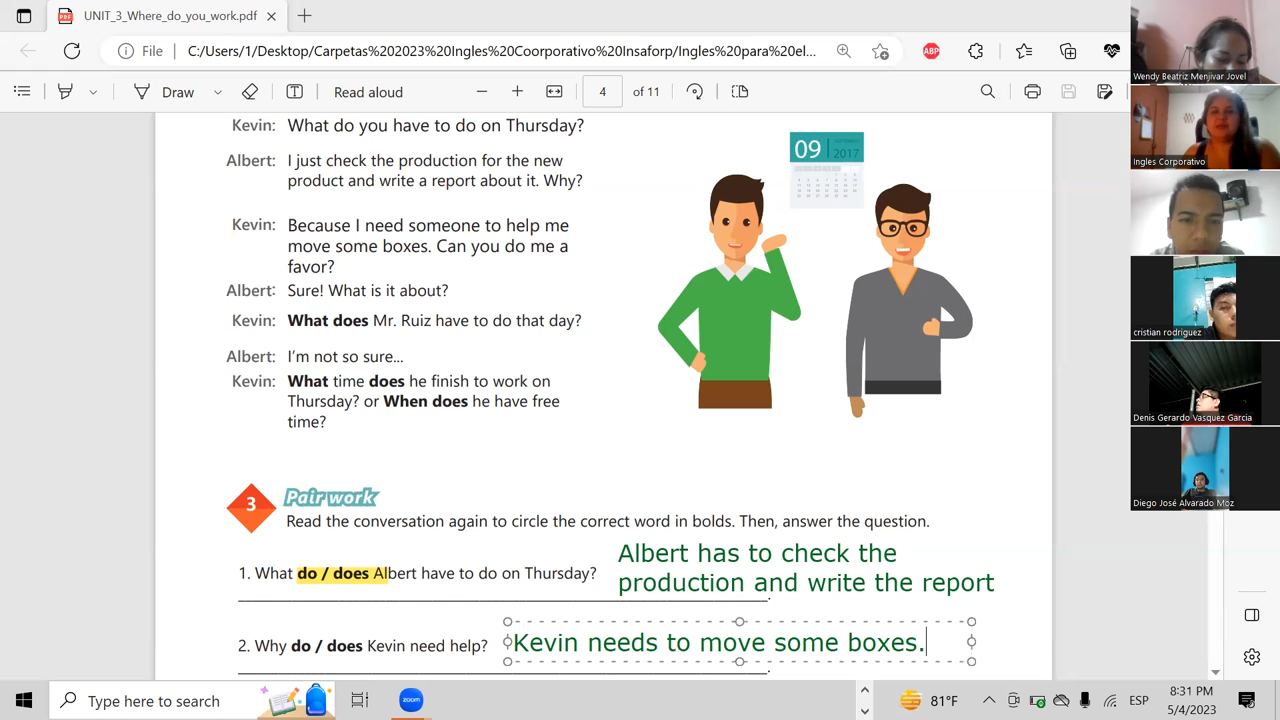 UNIT_3_Where_do_you_work.pdf
File
C:/Users/1/Desktop/Carpetas%202023%20Ingles%20Coorporativo%20Insaforp/Ingles%20para%20el...
ABP
Draw
Read aloud
4
of 11
Kevin: What do you have to do on Thursday?
Albert: I just check the production for the new
product and write a report about it. Why?
Kevin: Because I need someone to help me
move some boxes. Can you do me a
favor?
Albert: Sure! What is it about?
Kevin: What does Mr. Ruiz have to do that day?
Albert: I'm not so sure...
Kevin: What time does he finish to work on
Thursday? or When does he have free
time?
09
2017
3
Pair work
Read the conversation again to circle the correct word in bolds. Then, answer the question.
1. What do / does Albert have to do on Thursday?
Albert has to check the
production and write the report
2. Why do / does Kevin need help?
Kevin needs to move some boxes.
Wendy Beatriz Menjivar Jovel
Ingles Corporativo
cristian rodriguez
Denis Gerardo Vasquez Garcia
Diego José Alvarado Moz
Type here to search
zoom
81°F
ESP
8:31 PM
5/4/2023